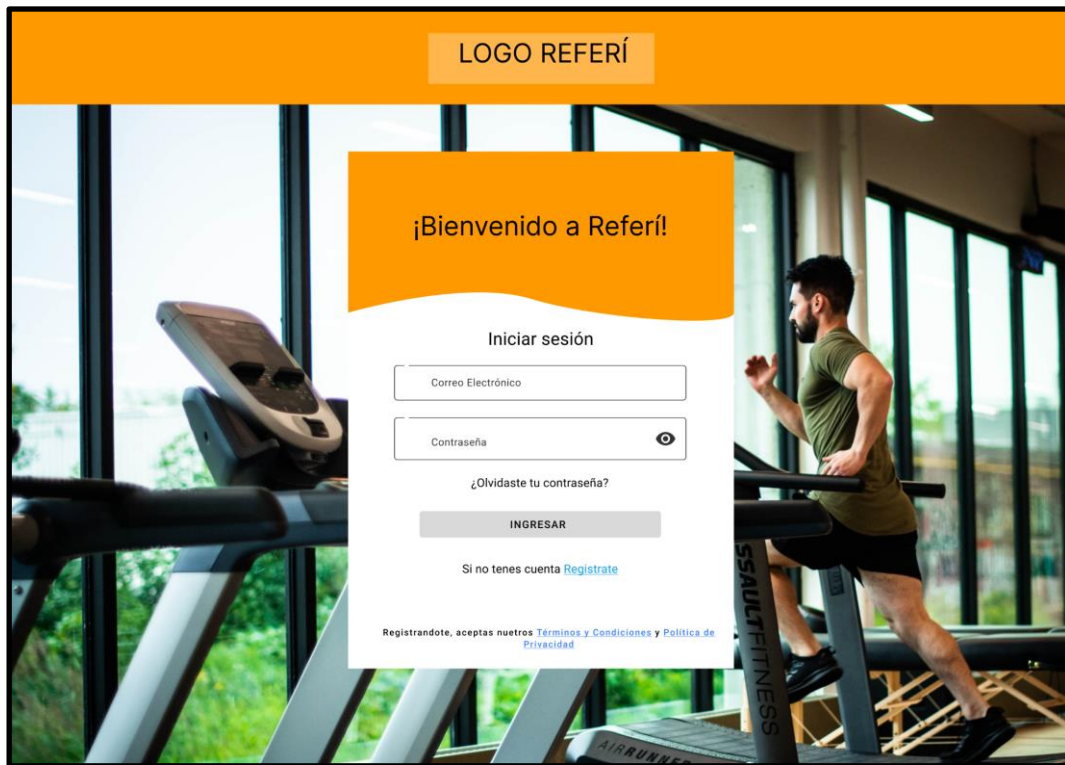 LOGO REFERÍ
¡Bienvenido a Referí!
Iniciar sesión
Correo Electrónico
Contraseña
¿Olvidaste tu contraseña?
INGRESAR
Si no tenes cuenta Registrate
Registrandote, aceptas nuetros Términos y Condiciones y Política de
Privacidad
SSAULTFITNESS
AIRRUNNER